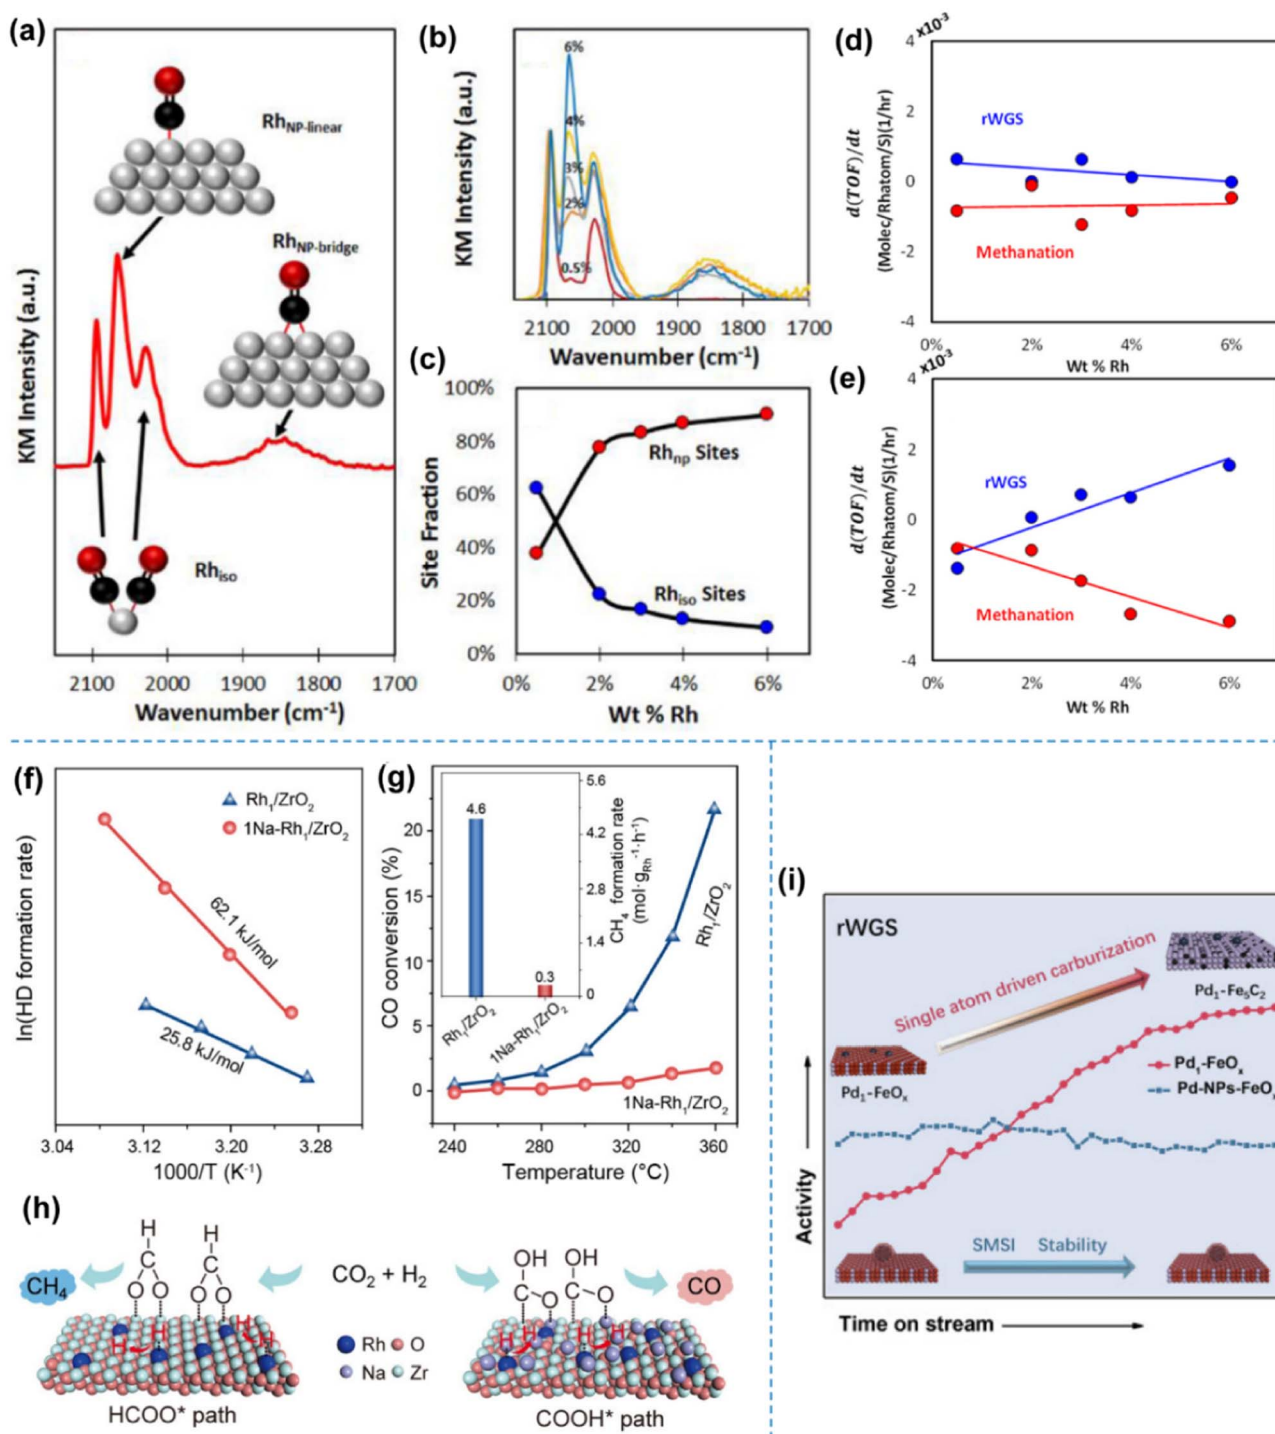 (a)
KM Intensity (a.u.)
Rh_NP-linear
Rh_NP-bridge
Rh_iso
2100 2000 1900 1800 1700
Wavenumber (cm⁻¹)
(b)
KM Intensity (a.u.)
6%
4%
3%
2%
0.5%
2100 2000 1900 1800 1700
Wavenumber (cm⁻¹)
(c)
Site Fraction
100%
80%
60%
40%
20%
0%
Rh_np Sites
Rh_iso Sites
0% 2% 4% 6%
Wt % Rh
(d)
x10⁻³
d(TOF)/dt
(Molec/Rhatom/S)(1/hr)
4
2
0
-2
-4
rWGS
Methanation
0% 2% 4% 6%
Wt % Rh
(e)
x10⁻³
d(TOF)/dt
(Molec/Rhatom/S)(1/hr)
4
2
0
-2
-4
rWGS
Methanation
0% 2% 4% 6%
Wt % Rh
(f)
ln(HD formation rate)
Rh₁/ZrO₂
1Na-Rh₁/ZrO₂
62.1 kJ/mol
25.8 kJ/mol
3.04 3.12 3.20 3.28
1000/T (K⁻¹)
(g)
CO conversion (%)
20
15
10
5
0
4.6
0.3
Rh₁/ZrO₂
1Na-Rh₁/ZrO₂
5.6
4.2
2.8
1.4
0
CH₄ formation rate
(mol·g_Rh⁻¹·h⁻¹)
Rh₁/ZrO₂
1Na-Rh₁/ZrO₂
240 280 320 360
Temperature (°C)
(h)
H H
C C
O O O O
CH₄
CO₂ + H₂
OH OH
C O C O
CO
H H H H
H H H H
Rh O
Na Zr
HCOO* path
COOH* path
(i)
rWGS
Single atom driven carburization
Pd₁-Fe₅C₂
Pd₁-FeOₓ
Pd₁-FeOₓ
Pd-NPs-FeOₓ
Activity
SMSI Stability
Time on stream